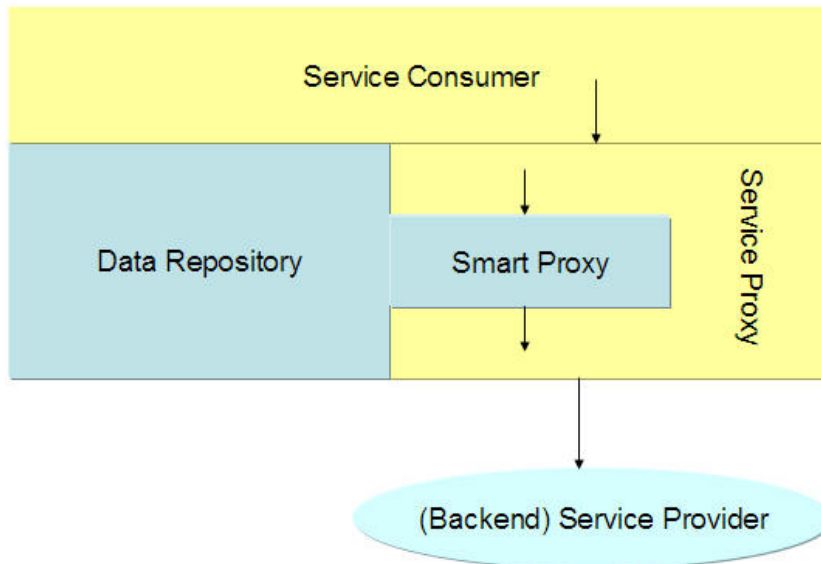 Service Consumer
Data Repository
Smart Proxy
Service Proxy
(Backend) Service Provider